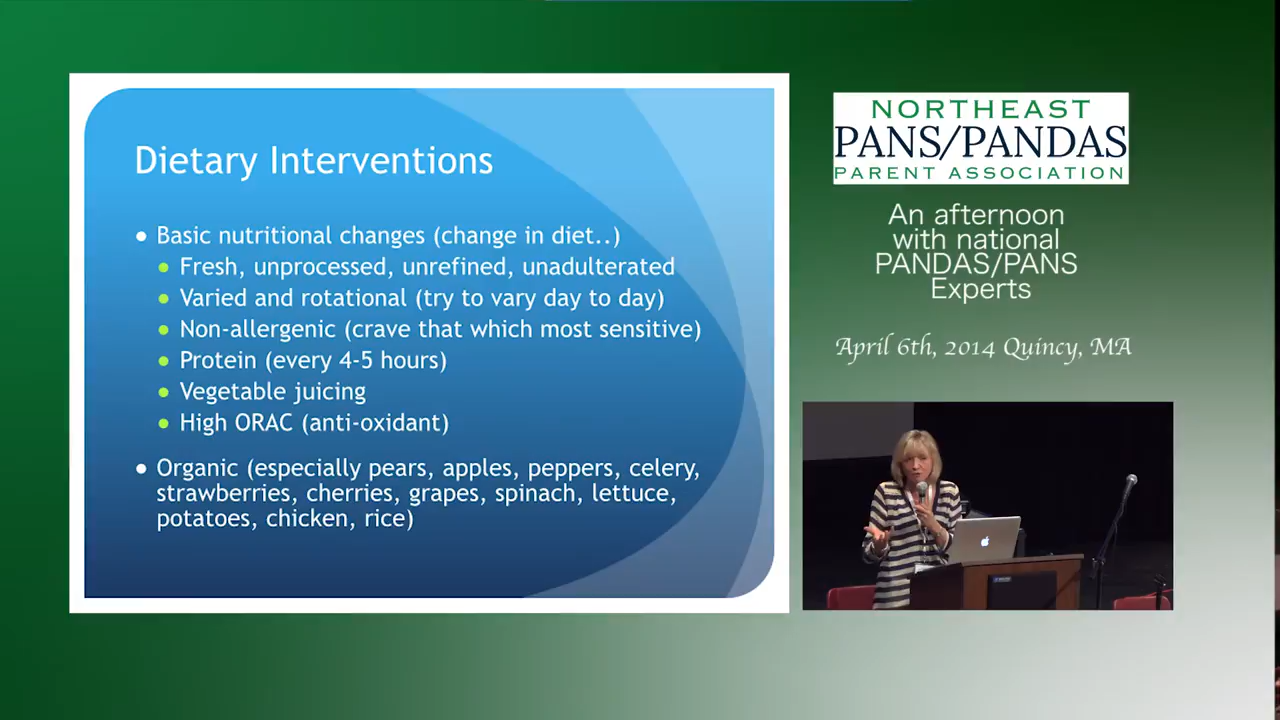 Dietary Interventions
● Basic nutritional changes (change in diet..)
● Fresh, unprocessed, unrefined, unadulterated
● Varied and rotational (try to vary day to day)
● Non-allergenic (crave that which most sensitive)
● Protein (every 4-5 hours)
● Vegetable juicing
● High ORAC (anti-oxidant)
● Organic (especially pears, apples, peppers, celery,
strawberries, cherries, grapes, spinach, lettuce,
potatoes, chicken, rice)
NORTHEAST
PANS/PANDAS
PARENT ASSOCIATION
An afternoon
with national
PANDAS/PANS
Experts
April 6th, 2014 Quincy, MA